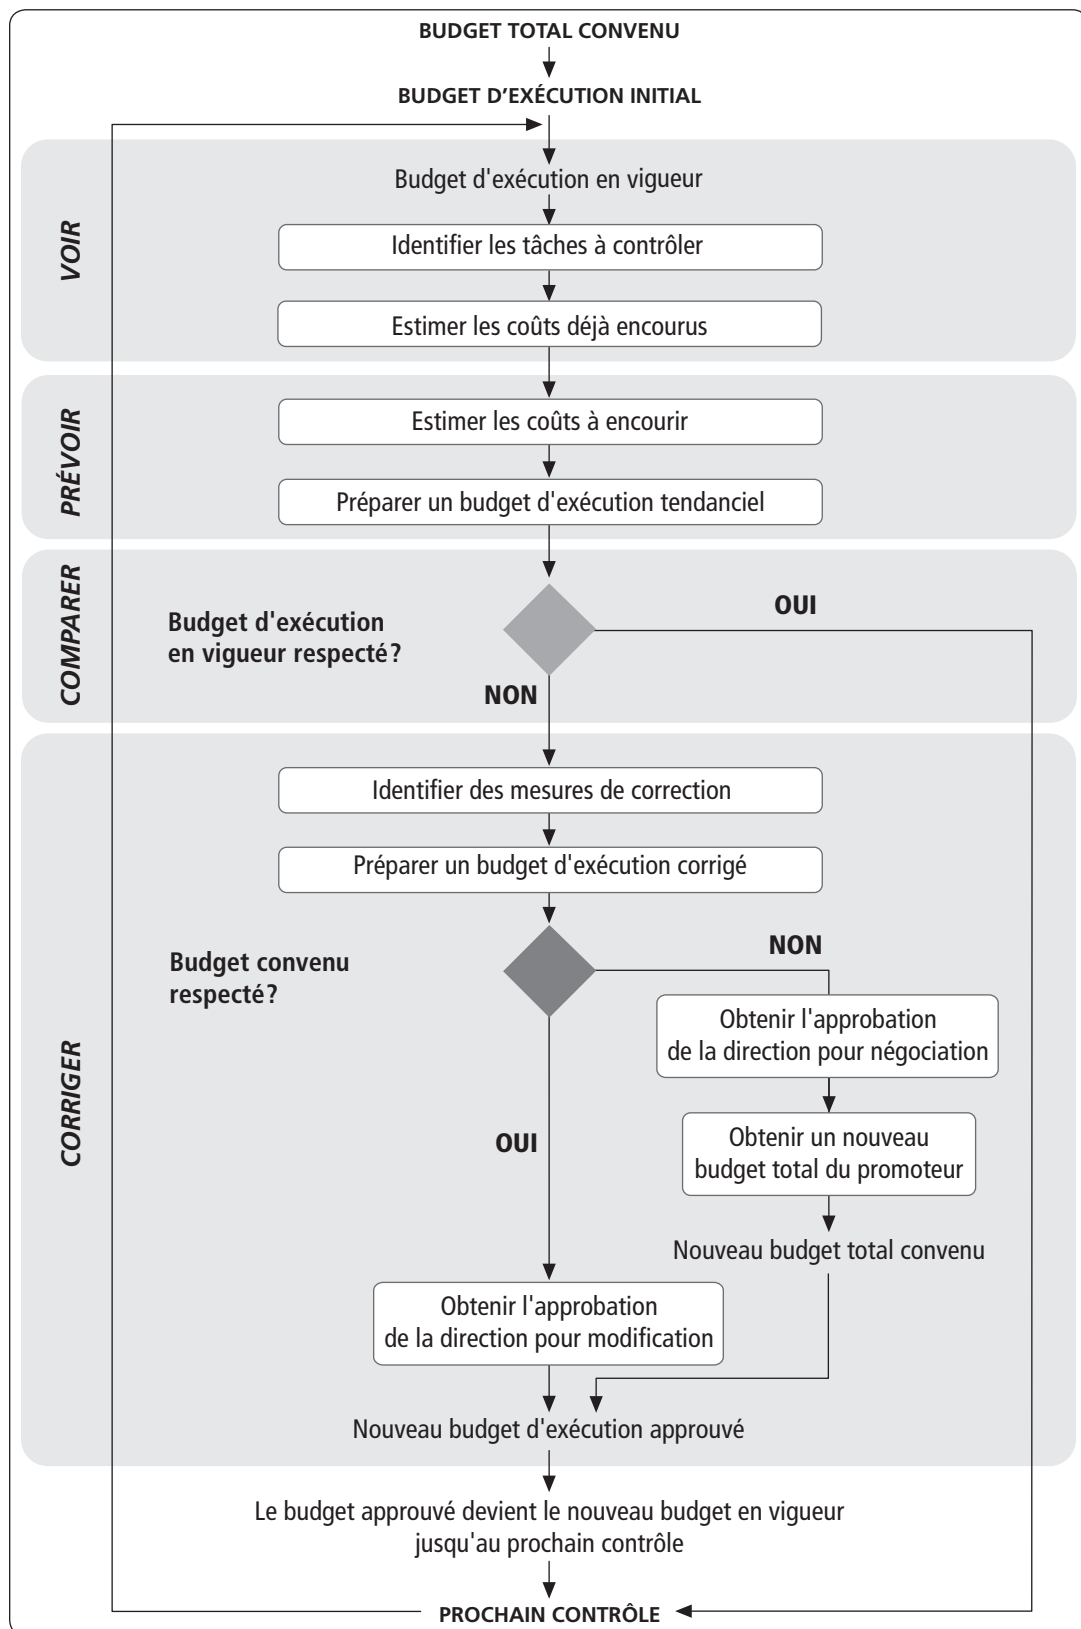 BUDGET TOTAL CONVENU
BUDGET D'EXÉCUTION INITIAL
VOIR
Budget d'exécution en vigueur
Identifier les tâches à contrôler
Estimer les coûts déjà encourus
PRÉVOIR
Estimer les coûts à encourir
Préparer un budget d'exécution tendanciel
COMPARER
Budget d'exécution
en vigueur respecté?
OUI
NON
CORRIGER
Identifier des mesures de correction
Préparer un budget d'exécution corrigé
Budget convenu
respecté?
NON
Obtenir l'approbation
de la direction pour négociation
OUI
Obtenir un nouveau
budget total du promoteur
Nouveau budget total convenu
Obtenir l'approbation
de la direction pour modification
Nouveau budget d'exécution approuvé
Le budget approuvé devient le nouveau budget en vigueur
jusqu'au prochain contrôle
PROCHAIN CONTRÔLE